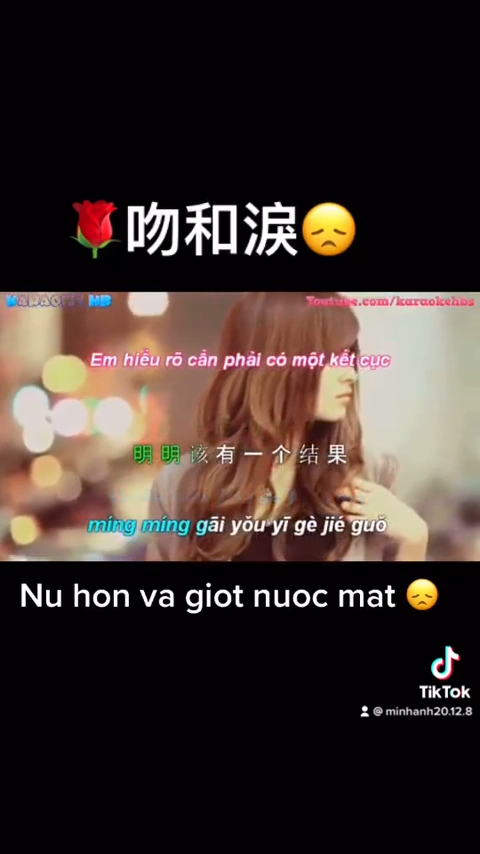 🌹吻和淚😞
KARAOKE HB
Youtube.com/karaokehbs
Em hiểu rõ cần phải có một kết cục
明明该有一个结果
míng míng gāi yǒu yī gè jié guǒ
Nu hon va giot nuoc mat 😞
TikTok
@minhanh20.12.8